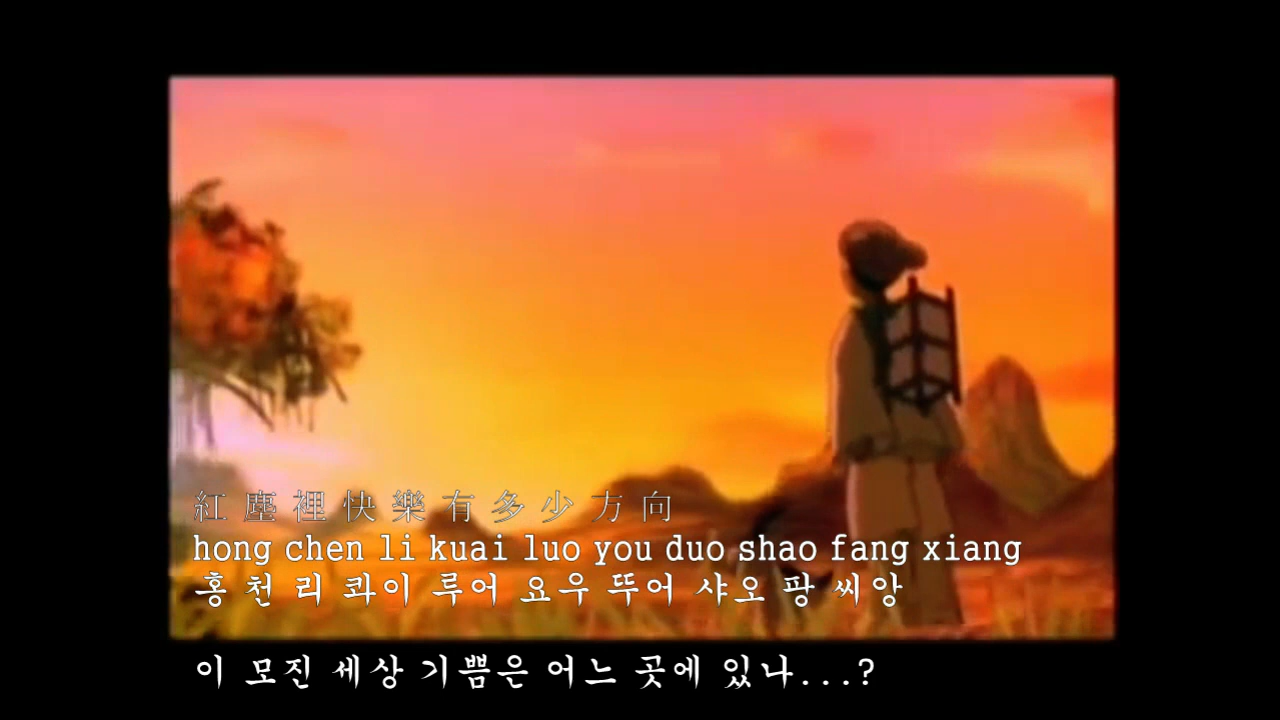 紅 塵 裡 快 樂 有 多 少 方 向
hong chen li kuai luo you duo shao fang xiang
홍 천 리 콰이 루어 요우 뚜어 샤오 팡 씨앙
이 모진 세상 기쁨은 어느 곳에 있나...?